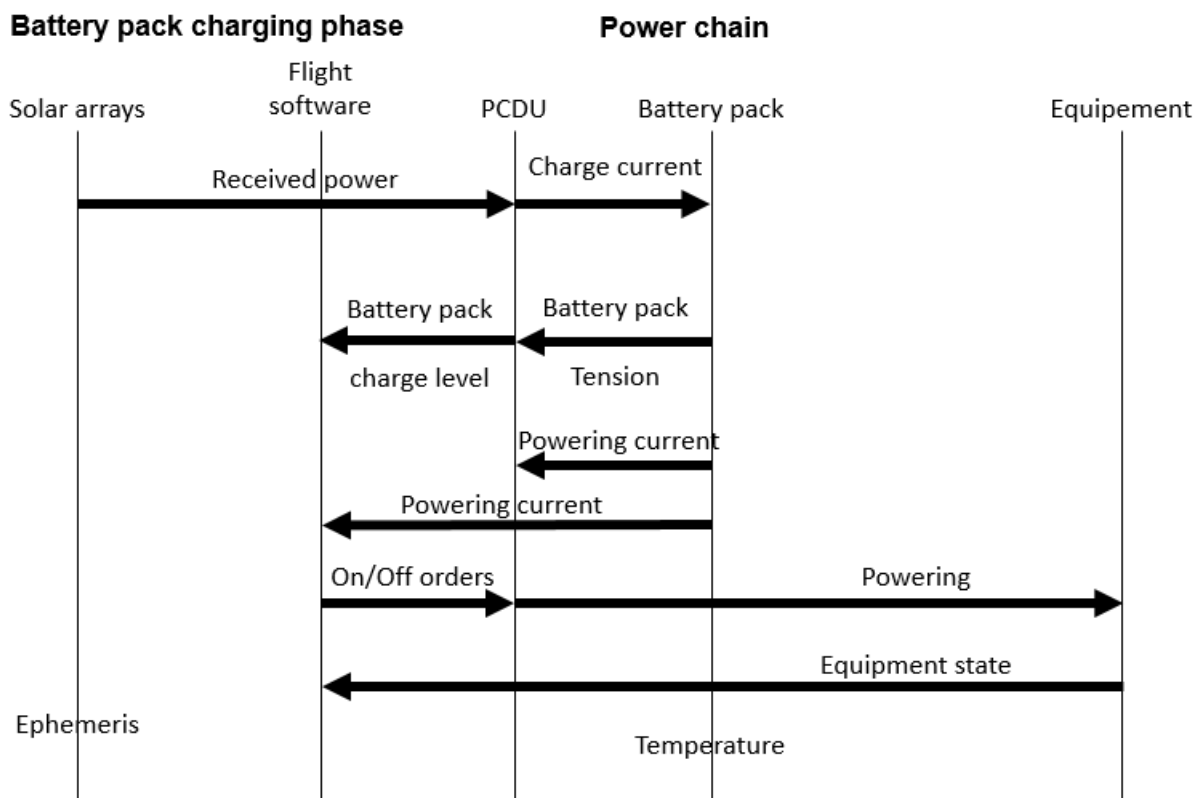 Battery pack charging phase
Power chain
Flight
software
Solar arrays
PCDU
Battery pack
Equipement
Received power
Charge current
Battery pack
Battery pack
charge level
Tension
Powering current
Powering current
On/Off orders
Powering
Equipment state
Ephemeris
Temperature